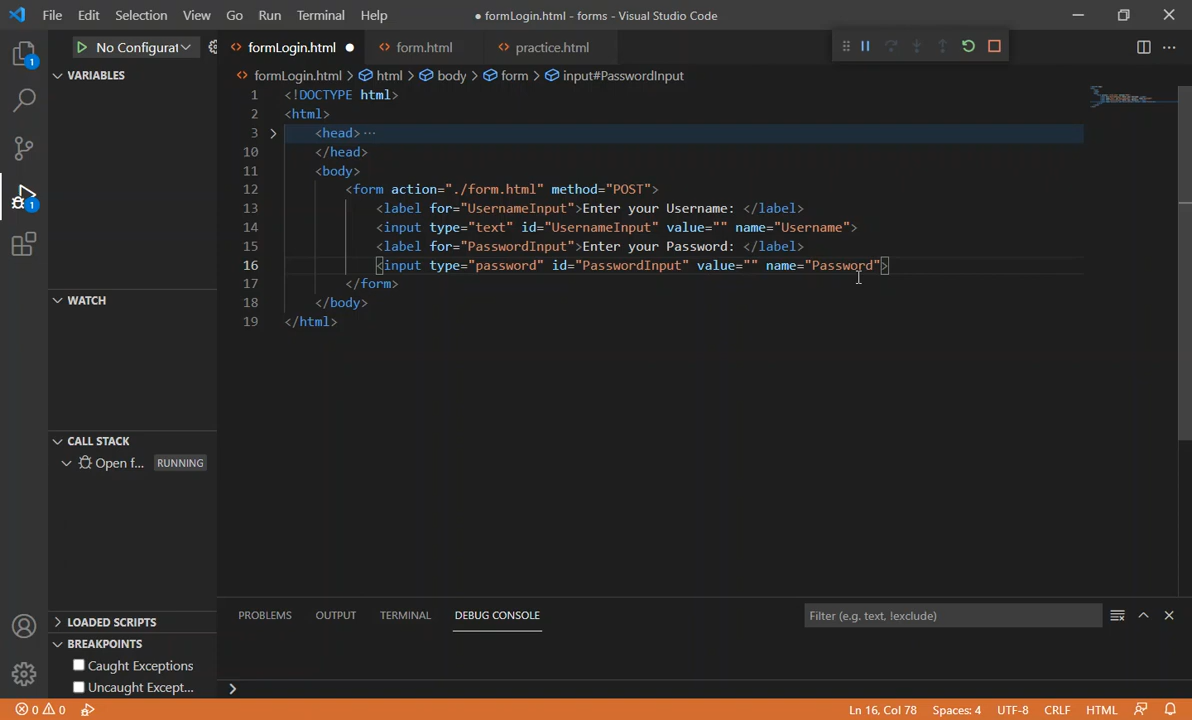 File Edit Selection View Go Run Terminal Help ● formLogin.html - forms - Visual Studio Code
No Configurat formLogin.html ● form.html practice.html
formLogin.html > html > body > form > input#PasswordInput
VARIABLES
1 <!DOCTYPE html>
2 <html>
3 <head> ···
10 </head>
11 <body>
12 <form action="./form.html" method="POST">
13 <label for="UsernameInput">Enter your Username: </label>
14 <input type="text" id="UsernameInput" value="" name="Username">
15 <label for="PasswordInput">Enter your Password: </label>
16 <input type="password" id="PasswordInput" value="" name="Password">
17 </form>
18 </body>
19 </html>
WATCH
CALL STACK
Open f... RUNNING
LOADED SCRIPTS
BREAKPOINTS
Caught Exceptions
Uncaught Except...
1
1
PROBLEMS OUTPUT TERMINAL DEBUG CONSOLE Filter (e.g. text, !exclude)
0 0 Ln 16, Col 78 Spaces: 4 UTF-8 CRLF HTML